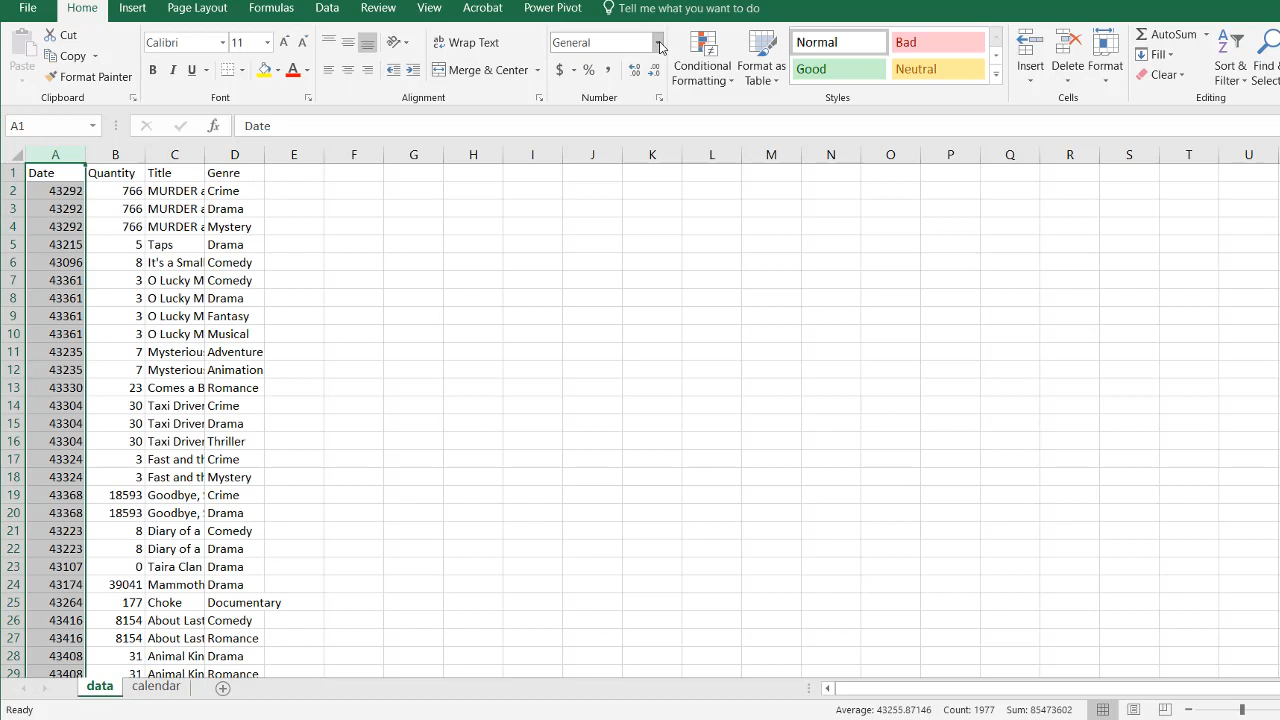 File Home Insert Page Layout Formulas Data Review View Acrobat Power Pivot Tell me what you want to do
Paste
Cut
Copy
Format Painter
Clipboard
Calibri 11
B I U
Font
Wrap Text
Merge & Center
Alignment
General
$ % ,
Number
Conditional Formatting
Format as Table
Normal Bad
Good Neutral
Styles
Insert Delete Format
Cells
AutoSum
Fill
Clear
Sort & Filter
Find & Selec
Editing
A1 fx Date
A B C D E F G H I J K L M N O P Q R S T U
1 Date Quantity Title Genre
2 43292 766 MURDER a Crime
3 43292 766 MURDER a Drama
4 43292 766 MURDER a Mystery
5 43215 5 Taps Drama
6 43096 8 It's a Small Comedy
7 43361 3 O Lucky M Comedy
8 43361 3 O Lucky M Drama
9 43361 3 O Lucky M Fantasy
10 43361 3 O Lucky M Musical
11 43235 7 Mysterious Adventure
12 43235 7 Mysterious Animation
13 43330 23 Comes a B Romance
14 43304 30 Taxi Driver Crime
15 43304 30 Taxi Driver Drama
16 43304 30 Taxi Driver Thriller
17 43324 3 Fast and th Crime
18 43324 3 Fast and th Mystery
19 43368 18593 Goodbye, Crime
20 43368 18593 Goodbye, Drama
21 43223 8 Diary of a Comedy
22 43223 8 Diary of a Drama
23 43107 0 Taira Clan Drama
24 43174 39041 Mammoth Drama
25 43264 177 Choke Documentary
26 43416 8154 About Last Comedy
27 43416 8154 About Last Romance
28 43408 31 Animal Kin Drama
29 43408 31 Animal Kin Romance
data calendar
Ready Average: 43255.87146 Count: 1977 Sum: 85473602